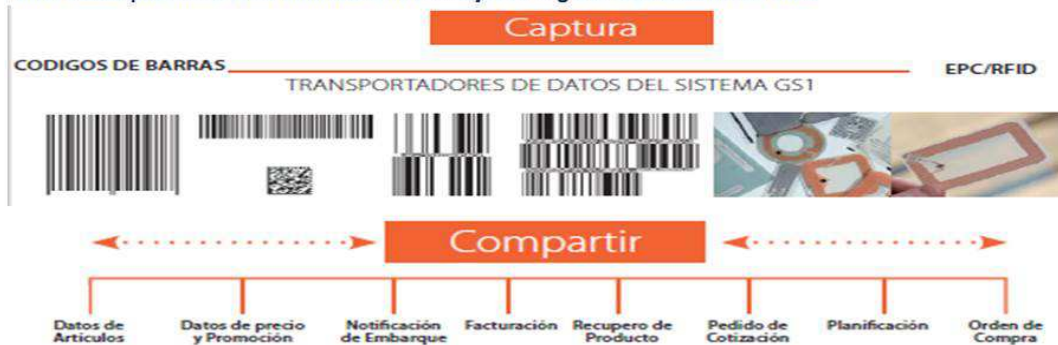 Captura
CODIGOS DE BARRAS
EPC/RFID
TRANSPORTADORES DE DATOS DEL SISTEMA GS1
Compartir
Datos de
Artículos
Datos de precio
y Promoción
Notificación
de Embarque
Facturación
Recupero de
Producto
Pedido de
Cotización
Planificación
Orden de
Compra